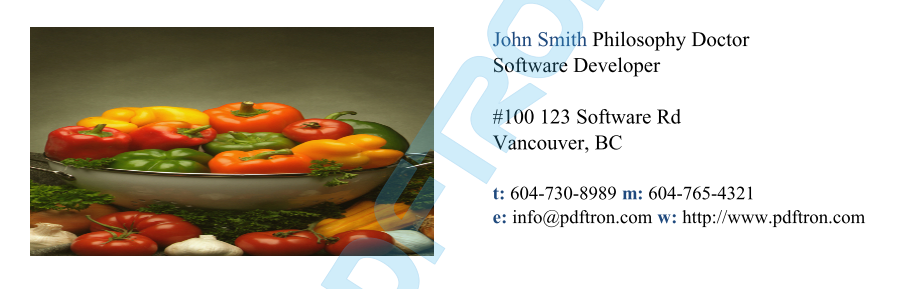 John Smith Philosophy Doctor
Software Developer
#100 123 Software Rd
Vancouver, BC
t: 604-730-8989 m: 604-765-4321
e: info@pdftron.com w: http://www.pdftron.com
PDFTRON